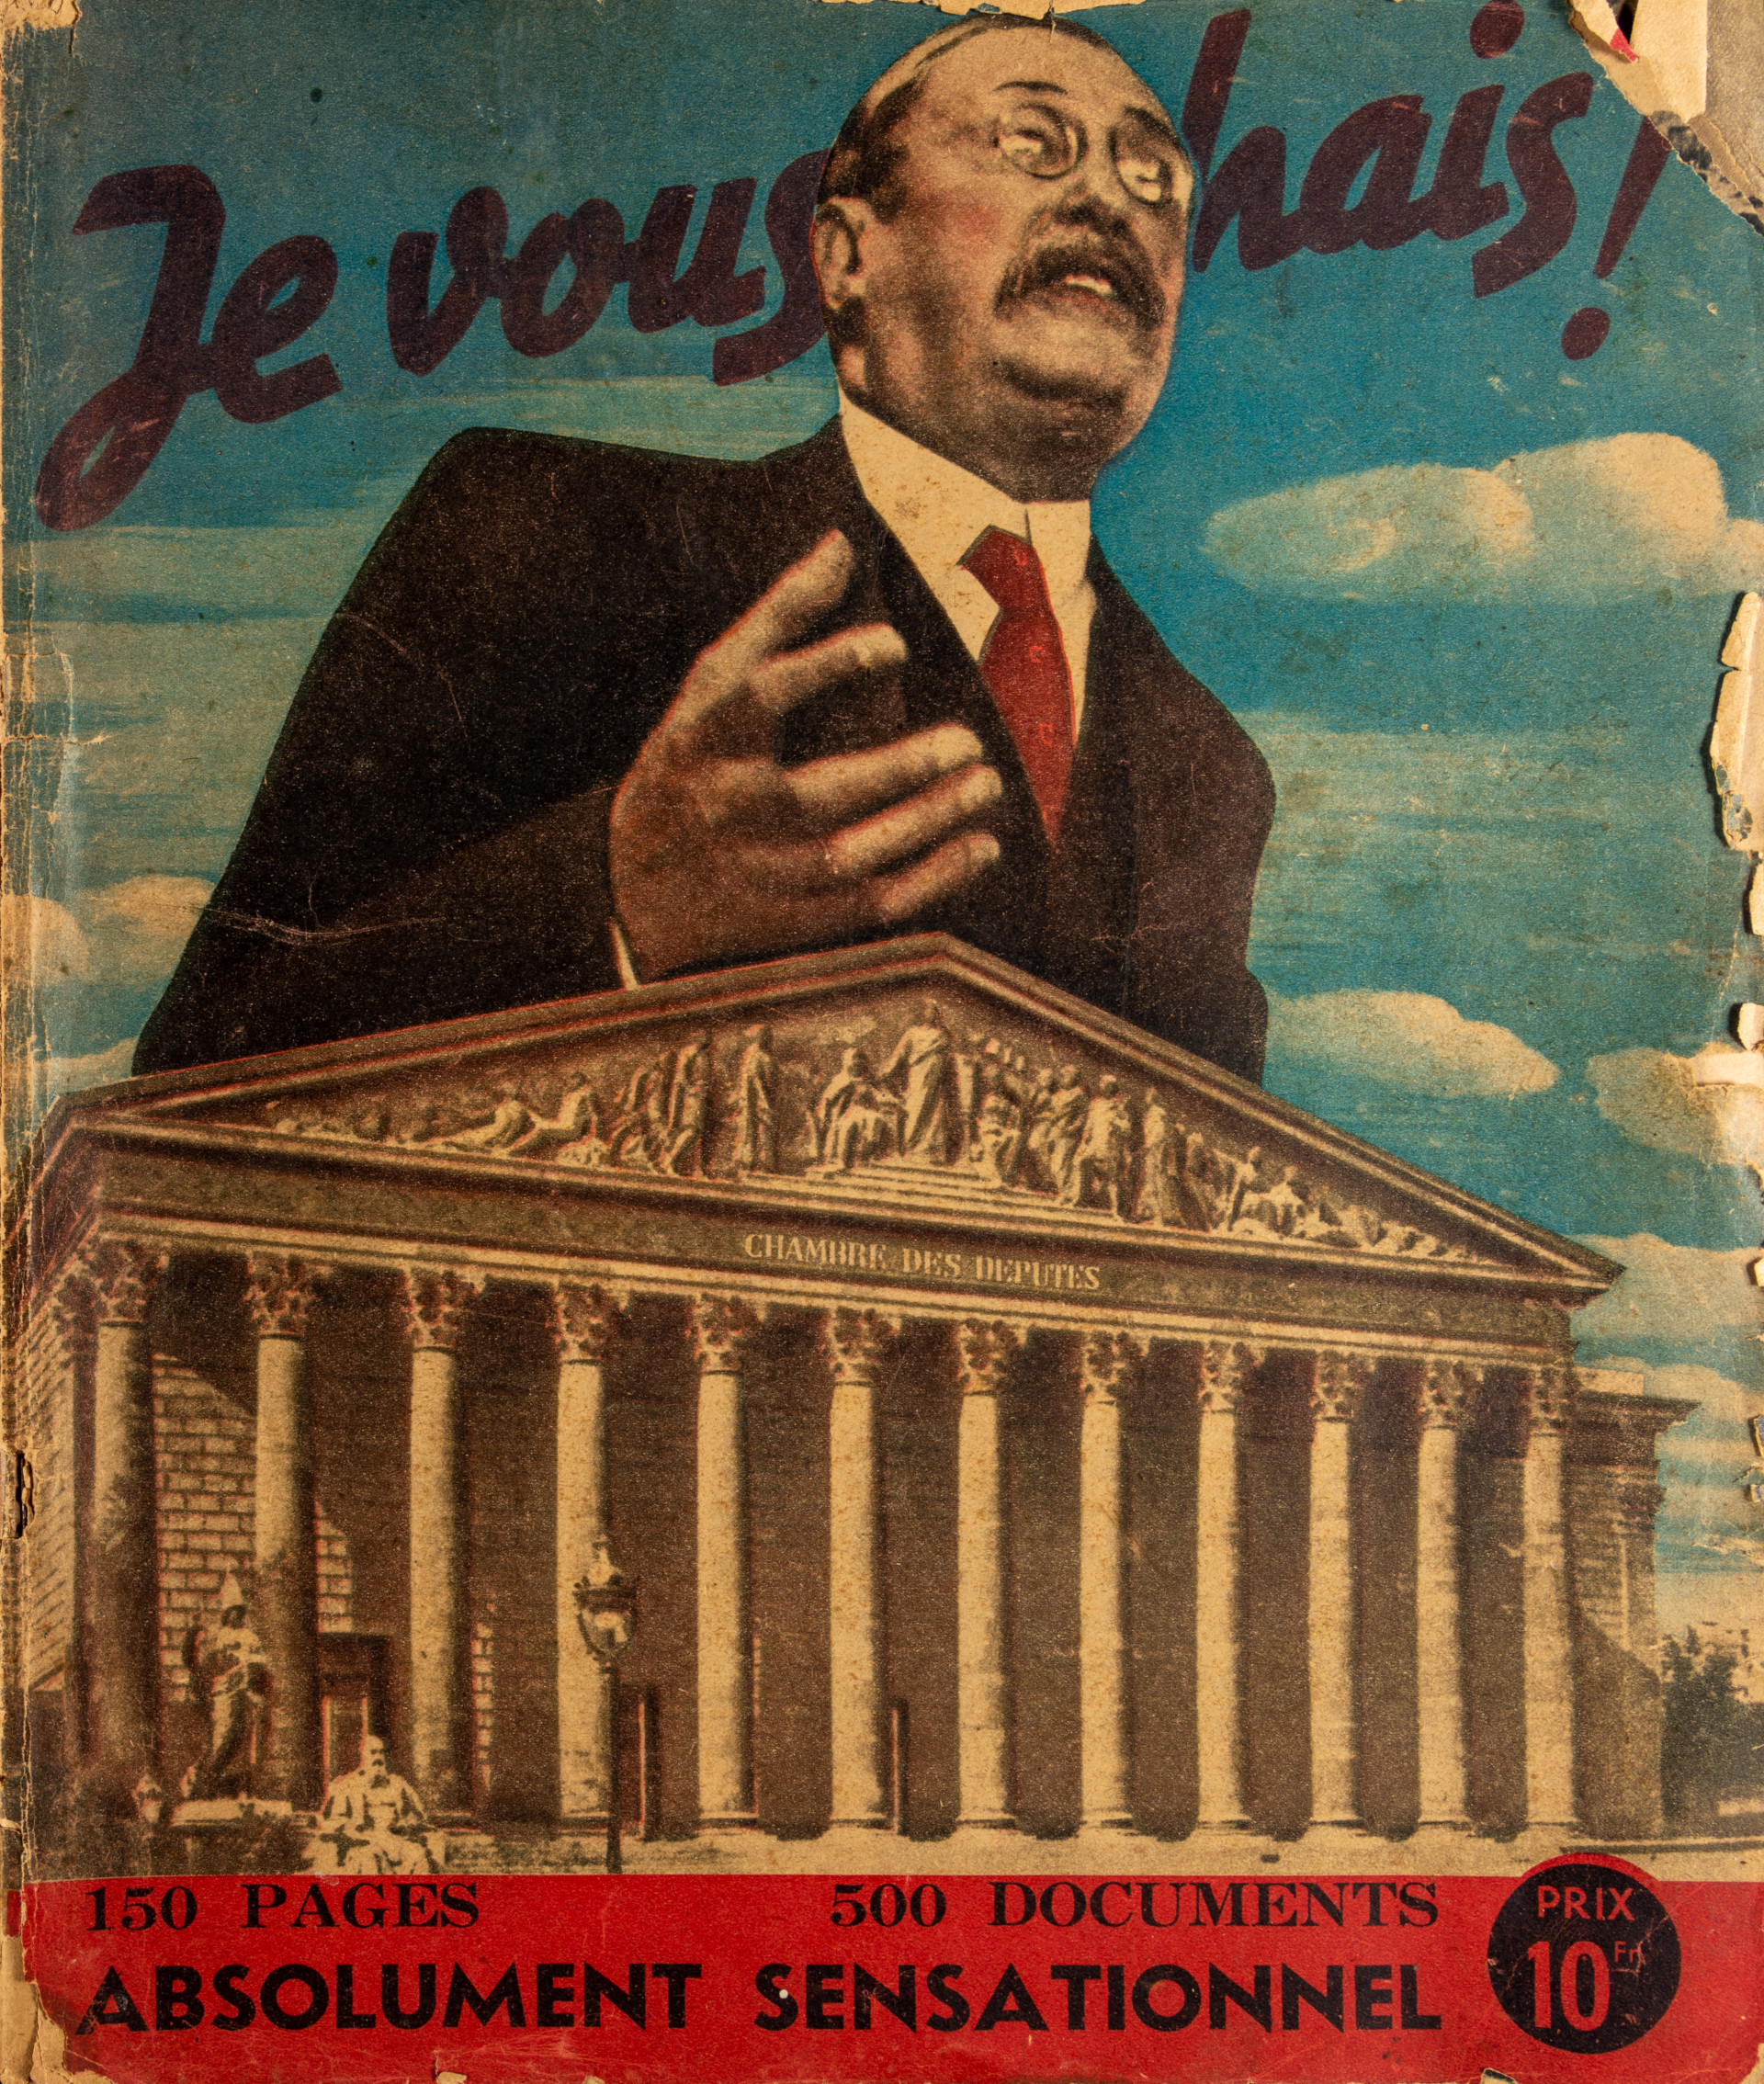 Je vous hais!
CHAMBRE DES DEPUTES
150 PAGES 500 DOCUMENTS
ABSOLUMENT SENSATIONNEL
PRIX
10 Fr